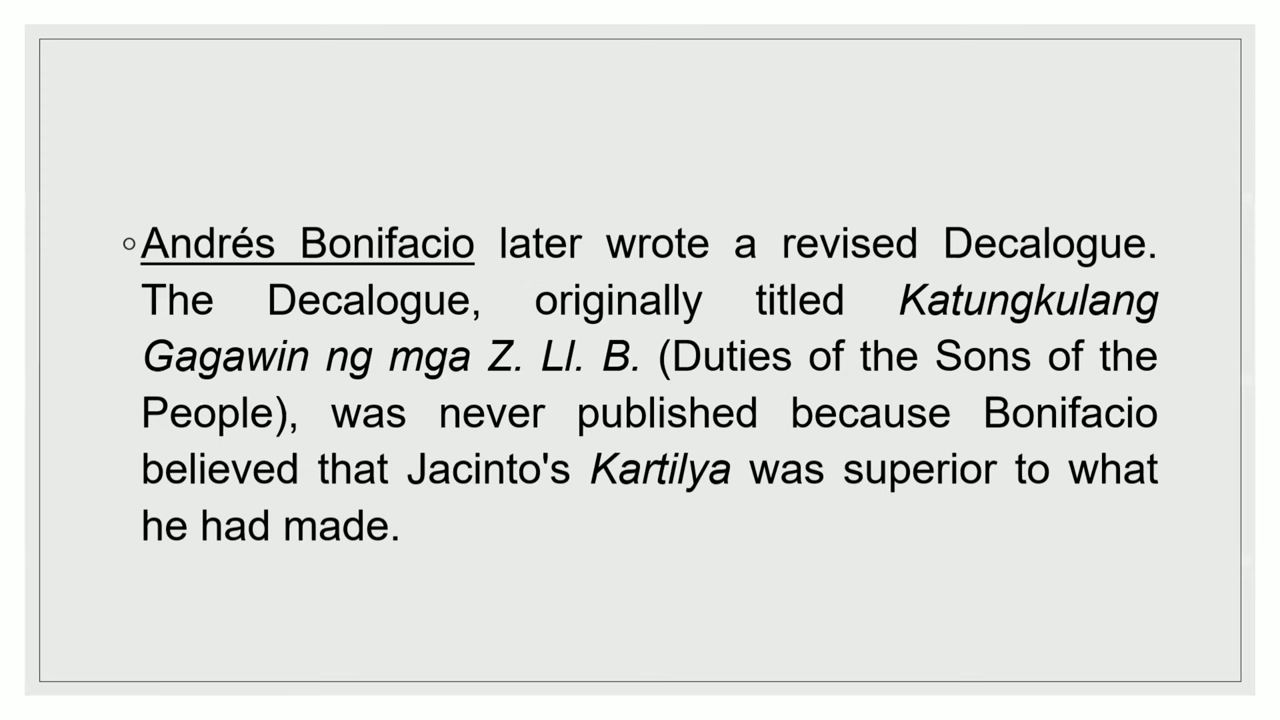 ◦Andrés Bonifacio later wrote a revised Decalogue.
The Decalogue, originally titled Katungkulang
Gagawin ng mga Z. Ll. B. (Duties of the Sons of the
People), was never published because Bonifacio
believed that Jacinto's Kartilya was superior to what
he had made.